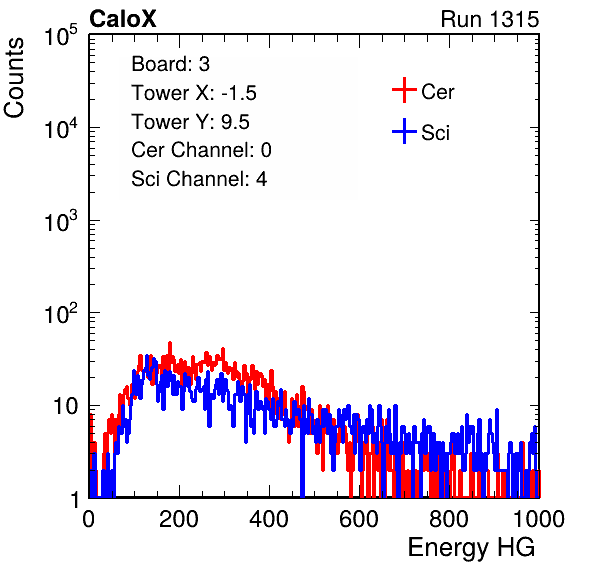 CaloX Run 1315
Counts
10^5
10^4
10^3
10^2
10
1
Board: 3
Tower X: -1.5
Tower Y: 9.5
Cer Channel: 0
Sci Channel: 4
Cer
Sci
0 200 400 600 800 1000
Energy HG